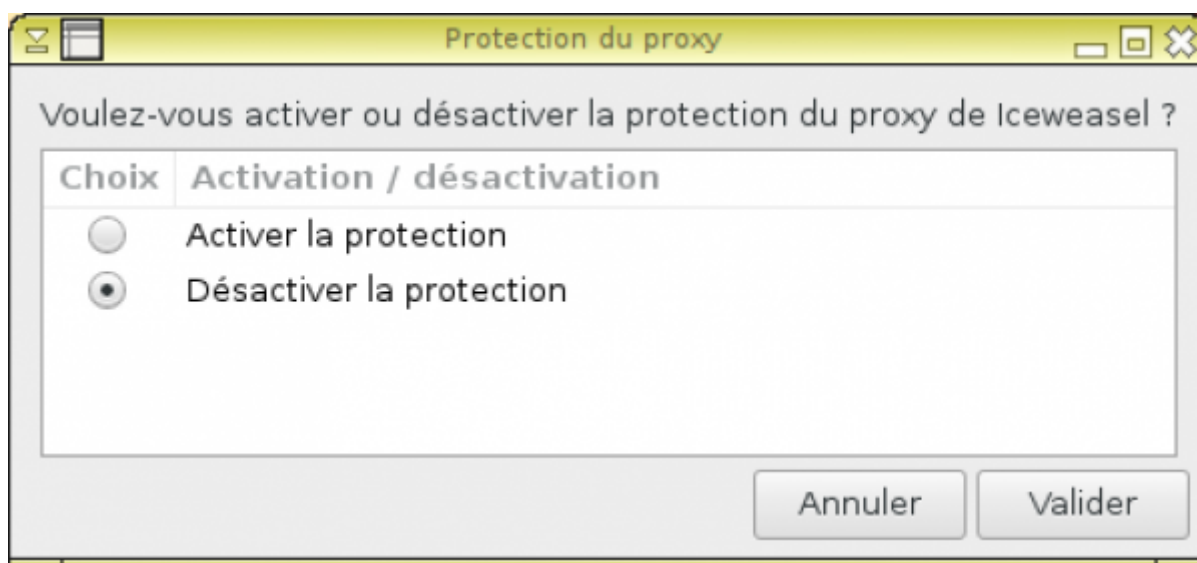 Protection du proxy
Voulez-vous activer ou désactiver la protection du proxy de Iceweasel ?
Choix Activation / désactivation
Activer la protection
Désactiver la protection
Annuler Valider